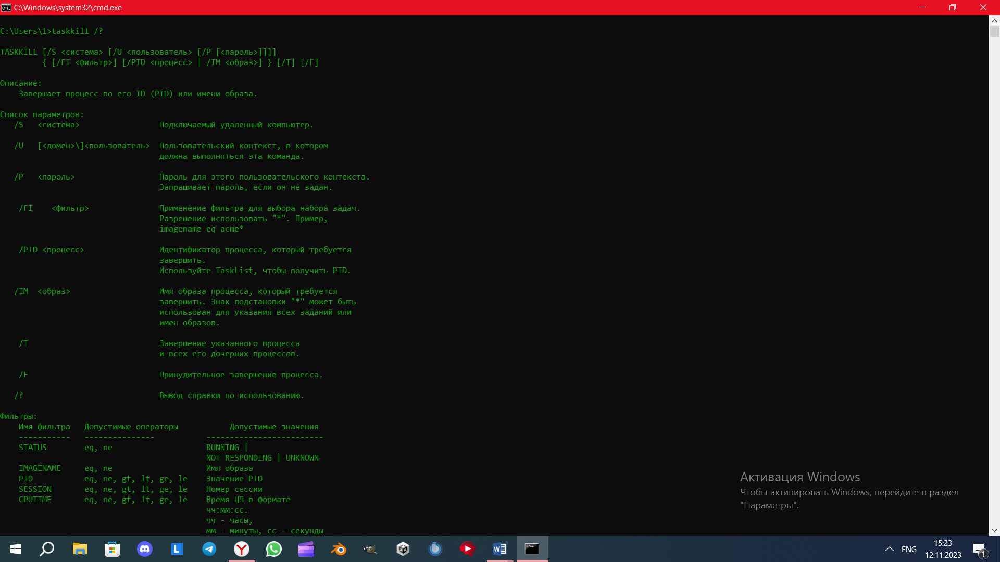 C:\Windows\system32\cmd.exe
C:\Users\1>taskkill /?
TASKKILL [/S <система> [/U <пользователь> [/P [<пароль>]]]]
{ [/FI <фильтр>] [/PID <процесс> | /IM <образ>] } [/T] [/F]
Описание:
Завершает процесс по его ID (PID) или имени образа.
Список параметров:
/S <система> Подключаемый удаленный компьютер.
/U [<домен>\]<пользователь> Пользовательский контекст, в котором
должна выполняться эта команда.
/P <пароль> Пароль для этого пользовательского контекста.
Запрашивает пароль, если он не задан.
/FI <фильтр> Применение фильтра для выбора набора задач.
Разрешение использовать "*". Пример,
imagename eq acme*
/PID <процесс> Идентификатор процесса, который требуется
завершить.
Используйте TaskList, чтобы получить PID.
/IM <образ> Имя образа процесса, который требуется
завершить. Знак подстановки "*" может быть
использован для указания всех заданий или
имен образов.
/T Завершение указанного процесса
и всех его дочерних процессов.
/F Принудительное завершение процесса.
/? Вывод справки по использованию.
Фильтры:
Имя фильтра Допустимые операторы Допустимые значения
----------- --------------- -------------------------
STATUS eq, ne RUNNING |
NOT RESPONDING | UNKNOWN
IMAGENAME eq, ne Имя образа
PID eq, ne, gt, lt, ge, le Значение PID
SESSION eq, ne, gt, lt, ge, le Номер сессии
CPUTIME eq, ne, gt, lt, ge, le Время ЦП в формате
чч:мм:сс.
чч - часы,
мм - минуты, сс - секунды
Активация Windows
Чтобы активировать Windows, перейдите в раздел
"Параметры".
ENG
15:23
12.11.2023
1